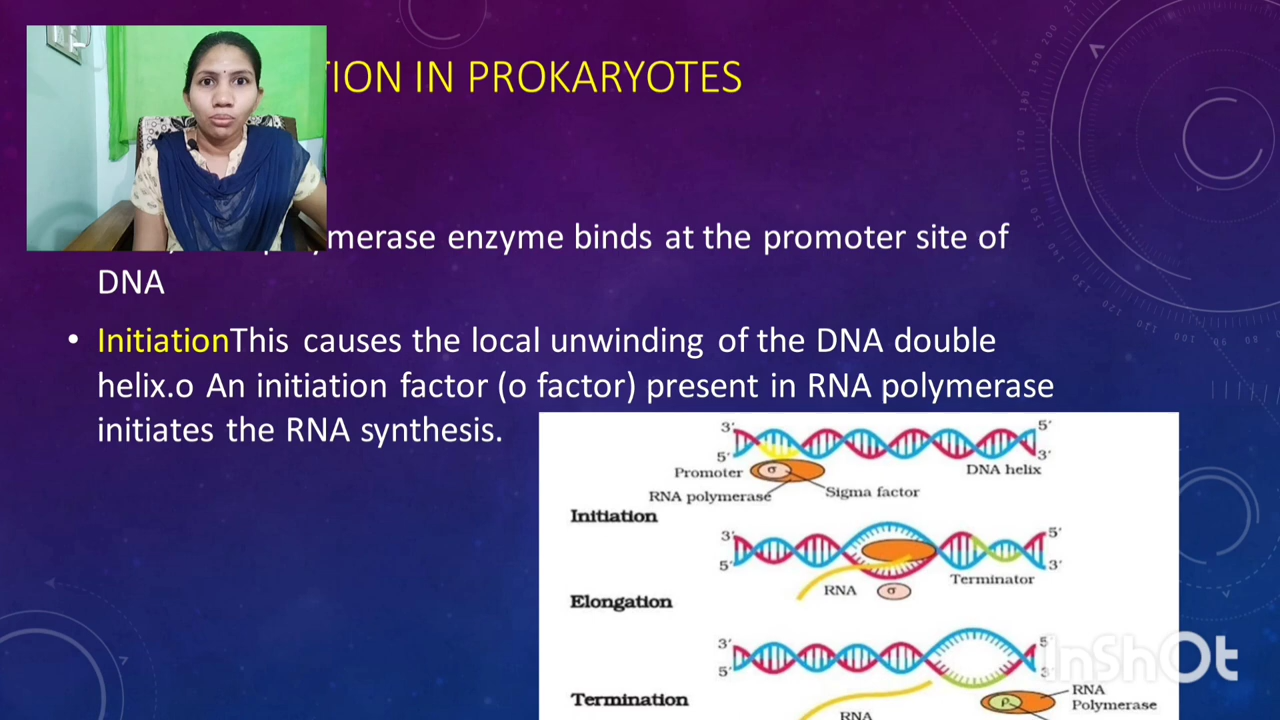 TION IN PROKARYOTES
merase enzyme binds at the promoter site of
DNA
• InitiationThis causes the local unwinding of the DNA double
helix.o An initiation factor (o factor) present in RNA polymerase
initiates the RNA synthesis.
3′ 5′
5′ 3′
Promoter σ DNA helix
RNA polymerase Sigma factor
Initiation
3′ 5′
5′ 3′
RNA σ Terminator
Elongation
3′ 5′
5′ 3′
InShOt
Termination
RNA
ρ RNA
Polymerase